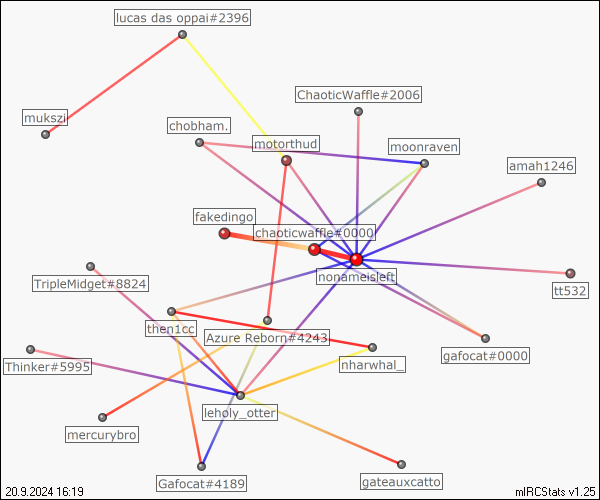 lucas das oppai#2396
mukszi
ChaoticWaffle#2006
chobham.
motorthud
moonraven
amah1246
fakedingo
chaoticwaffle#0000
nonameisleft
TripleMidget#8824
tt532
then1cc
Azure Reborn#4243
gafocat#0000
Thinker#5995
nharwhal_
leholy_otter
mercurybro
Gafocat#4189
gateauxcatto
20.9.2024 16:19
mIRCStats v1.25